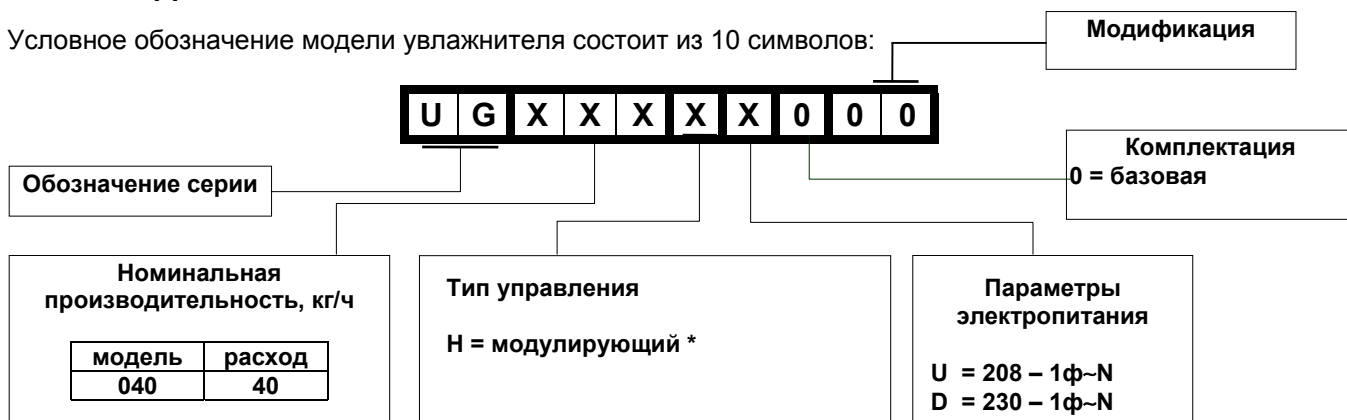 Условное обозначение модели увлажнителя состоит из 10 символов:
Модификация
U G X X X X X 0 0 0
Комплектация
0 = базовая
Обозначение серии
Номинальная
производительность, кг/ч
модель расход
040 40
Тип управления
H = модулирующий *
Параметры
электропитания
U = 208 – 1ф~N
D = 230 – 1ф~N